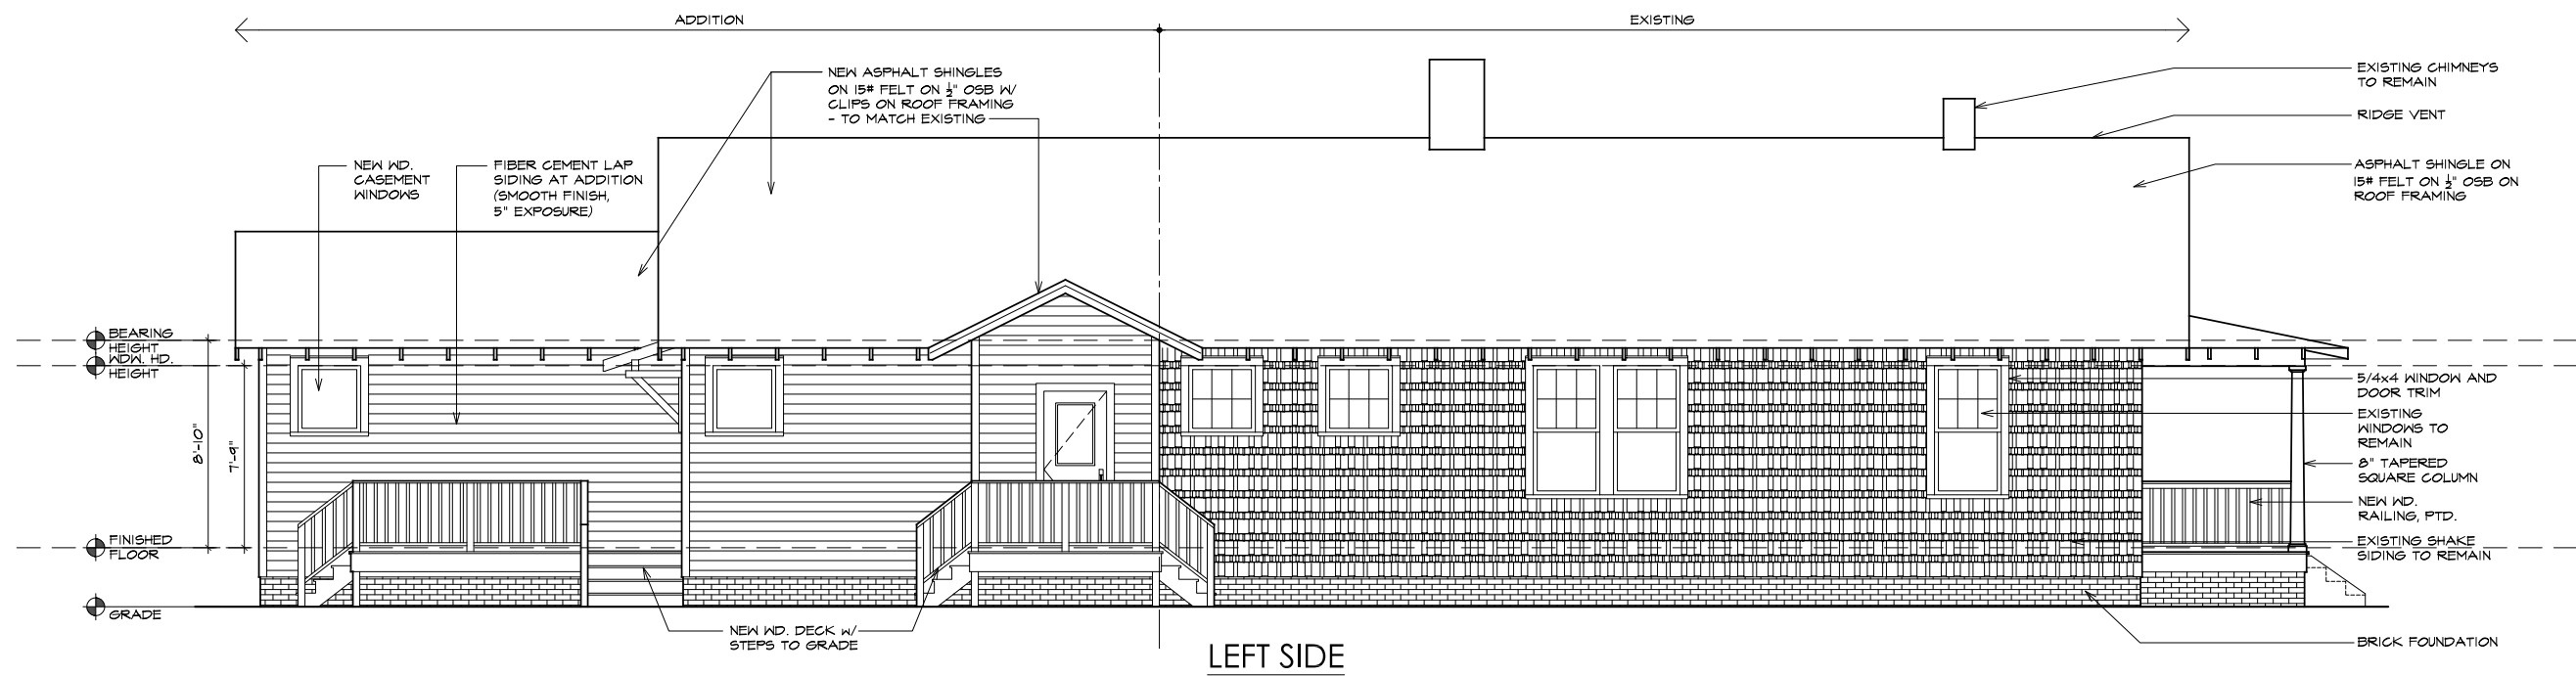 ADDITION
EXISTING
NEW ASPHALT SHINGLES
ON 15# FELT ON ½" OSB W/
CLIPS ON ROOF FRAMING
- TO MATCH EXISTING
EXISTING CHIMNEYS
TO REMAIN
RIDGE VENT
ASPHALT SHINGLE ON
15# FELT ON ½" OSB ON
ROOF FRAMING
NEW WD.
CASEMENT
WINDOWS
FIBER CEMENT LAP
SIDING AT ADDITION
(SMOOTH FINISH,
5" EXPOSURE)
BEARING
HEIGHT
WDW. HD.
HEIGHT
8'-10"
7'-9"
FINISHED
FLOOR
GRADE
5/4x4 WINDOW AND
DOOR TRIM
EXISTING
WINDOWS TO
REMAIN
8" TAPERED
SQUARE COLUMN
NEW WD.
RAILING, PTD.
EXISTING SHAKE
SIDING TO REMAIN
BRICK FOUNDATION
NEW WD. DECK W/
STEPS TO GRADE
LEFT SIDE